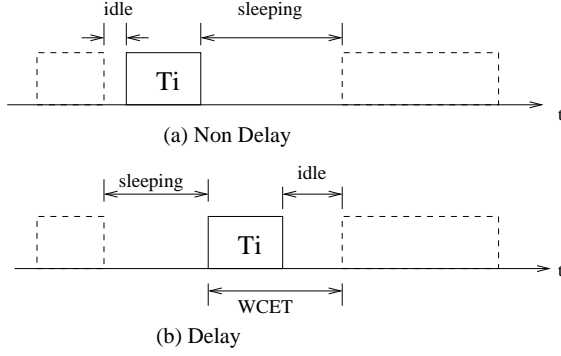 idle
sleeping
Ti
t
(a) Non Delay
idle
sleeping
Ti
t
WCET
(b) Delay